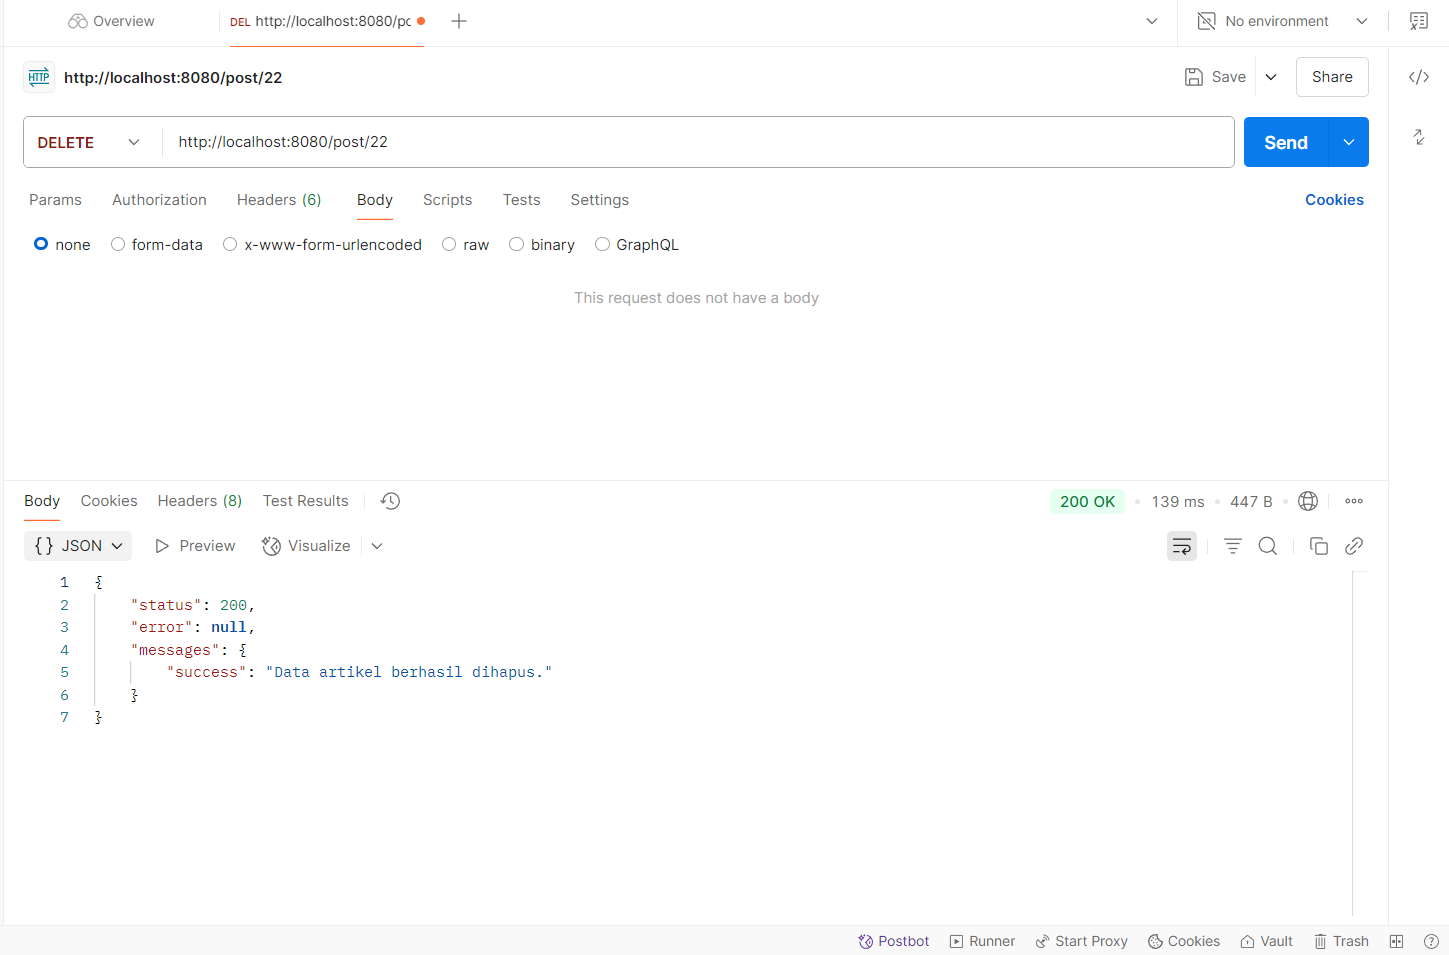 Overview
DEL http://localhost:8080/po
No environment
HTTP http://localhost:8080/post/22
Save
Share
DELETE http://localhost:8080/post/22
Send
Params Authorization Headers (6) Body Scripts Tests Settings Cookies
none form-data x-www-form-urlencoded raw binary GraphQL
This request does not have a body
Body Cookies Headers (8) Test Results 200 OK • 139 ms • 447 B
{} JSON Preview Visualize
1 {
2 "status": 200,
3 "error": null,
4 "messages": {
5 "success": "Data artikel berhasil dihapus."
6 }
7 }
Postbot Runner Start Proxy Cookies Vault Trash